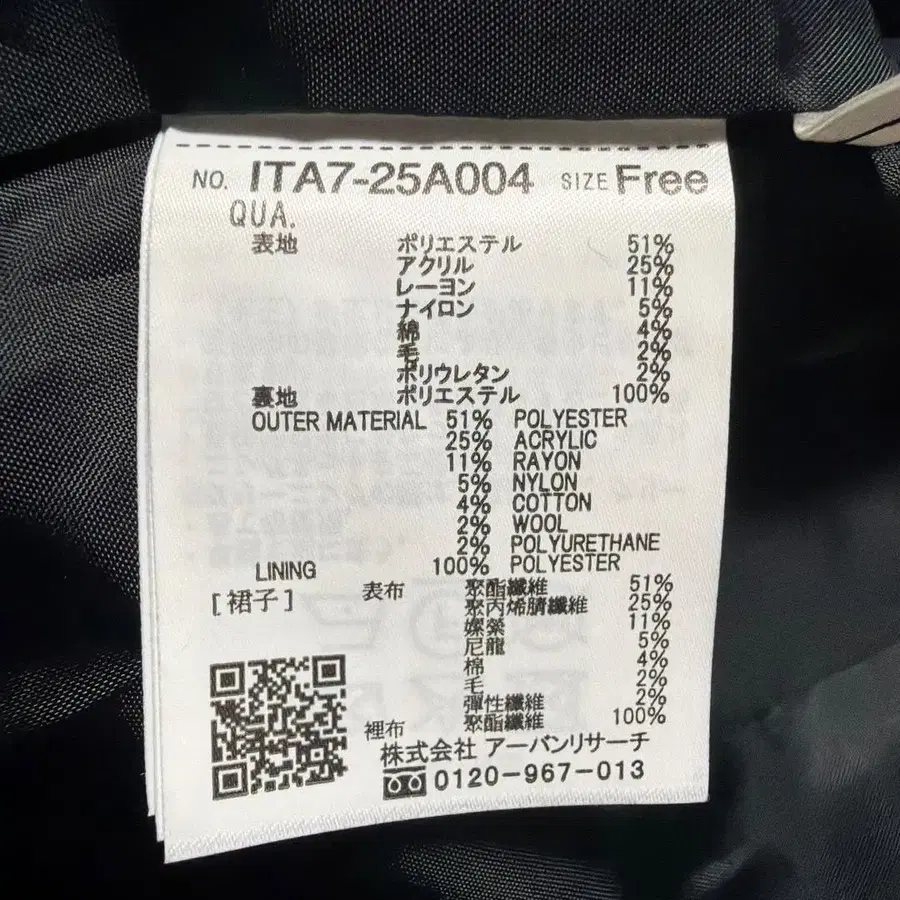 NO. ITA7-25A004 SIZE Free
QUA.
表地 ポリエステル 51%
アクリル 25%
レーヨン 11%
ナイロン 5%
綿 4%
毛 2%
ポリウレタン 2%
裏地 ポリエステル 100%
OUTER MATERIAL 51% POLYESTER
25% ACRYLIC
11% RAYON
5% NYLON
4% COTTON
2% WOOL
2% POLYURETHANE
LINING 100% POLYESTER
[裙子] 表布 聚酯纖維 51%
聚丙烯腈纖維 25%
嫘縈 11%
尼龍 5%
棉 4%
毛 2%
彈性纖維 2%
裡布 聚酯纖維 100%
株式会社 アーバンリサーチ
0120-967-013